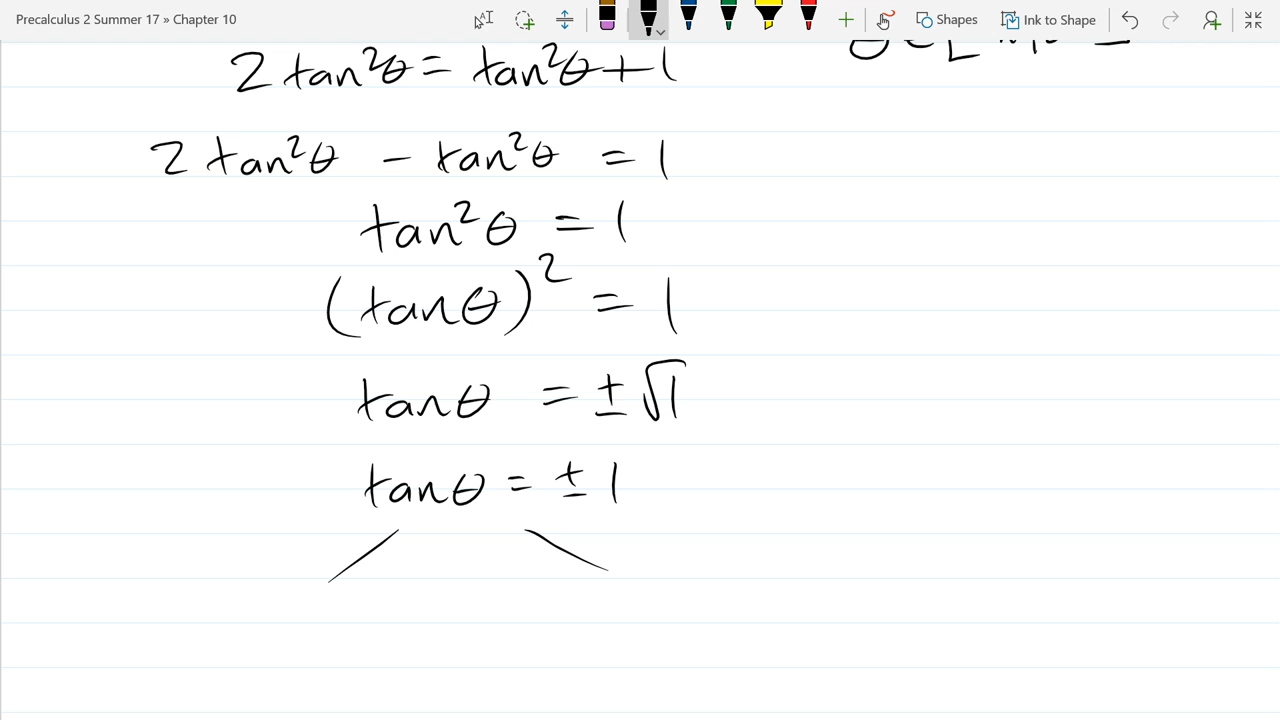 Precalculus 2 Summer 17 » Chapter 10
Shapes
Ink to Shape
2 tan²θ = tan²θ + 1
2 tan²θ - tan²θ = 1
tan²θ = 1
(tanθ)² = 1
tanθ = ±√1
tanθ = ± 1